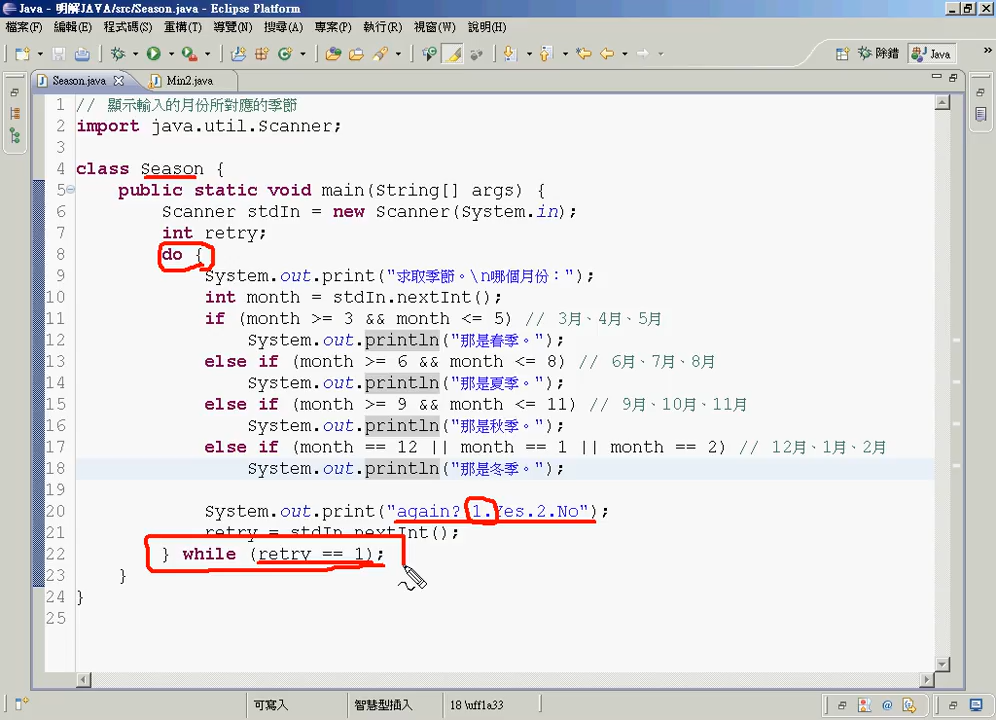 Java - 明解JAVA/src/Season.java - Eclipse Platform
檔案(F) 編輯(E) 程式碼(S) 重構(T) 導覽(N) 搜尋(A) 專案(P) 執行(R) 視窗(W) 說明(H)
除錯 Java »
Season.java Min2.java
1 // 顯示輸入的月份所對應的季節
2 import java.util.Scanner;
3
4 class Season {
5 public static void main(String[] args) {
6 Scanner stdIn = new Scanner(System.in);
7 int retry;
8 do {
9 System.out.print("求取季節。\n哪個月份：");
10 int month = stdIn.nextInt();
11 if (month >= 3 && month <= 5) // 3月、4月、5月
12 System.out.println("那是春季。");
13 else if (month >= 6 && month <= 8) // 6月、7月、8月
14 System.out.println("那是夏季。");
15 else if (month >= 9 && month <= 11) // 9月、10月、11月
16 System.out.println("那是秋季。");
17 else if (month == 12 || month == 1 || month == 2) // 12月、1月、2月
18 System.out.println("那是冬季。");
19
20 System.out.print("again? 1.Yes.2.No");
21 retry = stdIn.nextInt();
22 } while (retry == 1);
23 }
24 }
25
可寫入 智慧型插入 18 \uff1a33